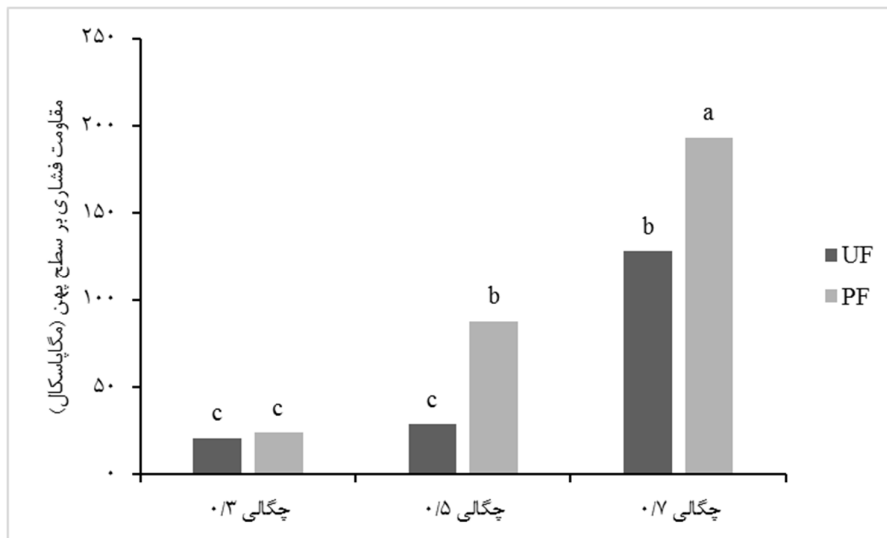 مقاومت فشاری بر سطح پهن (مگاپاسکال)
۲۵۰
۲۰۰
۱۵۰
۱۰۰
۵۰
۰
c
c
c
b
b
a
چگالی ۰/۳
چگالی ۰/۵
چگالی ۰/۷
UF
PF